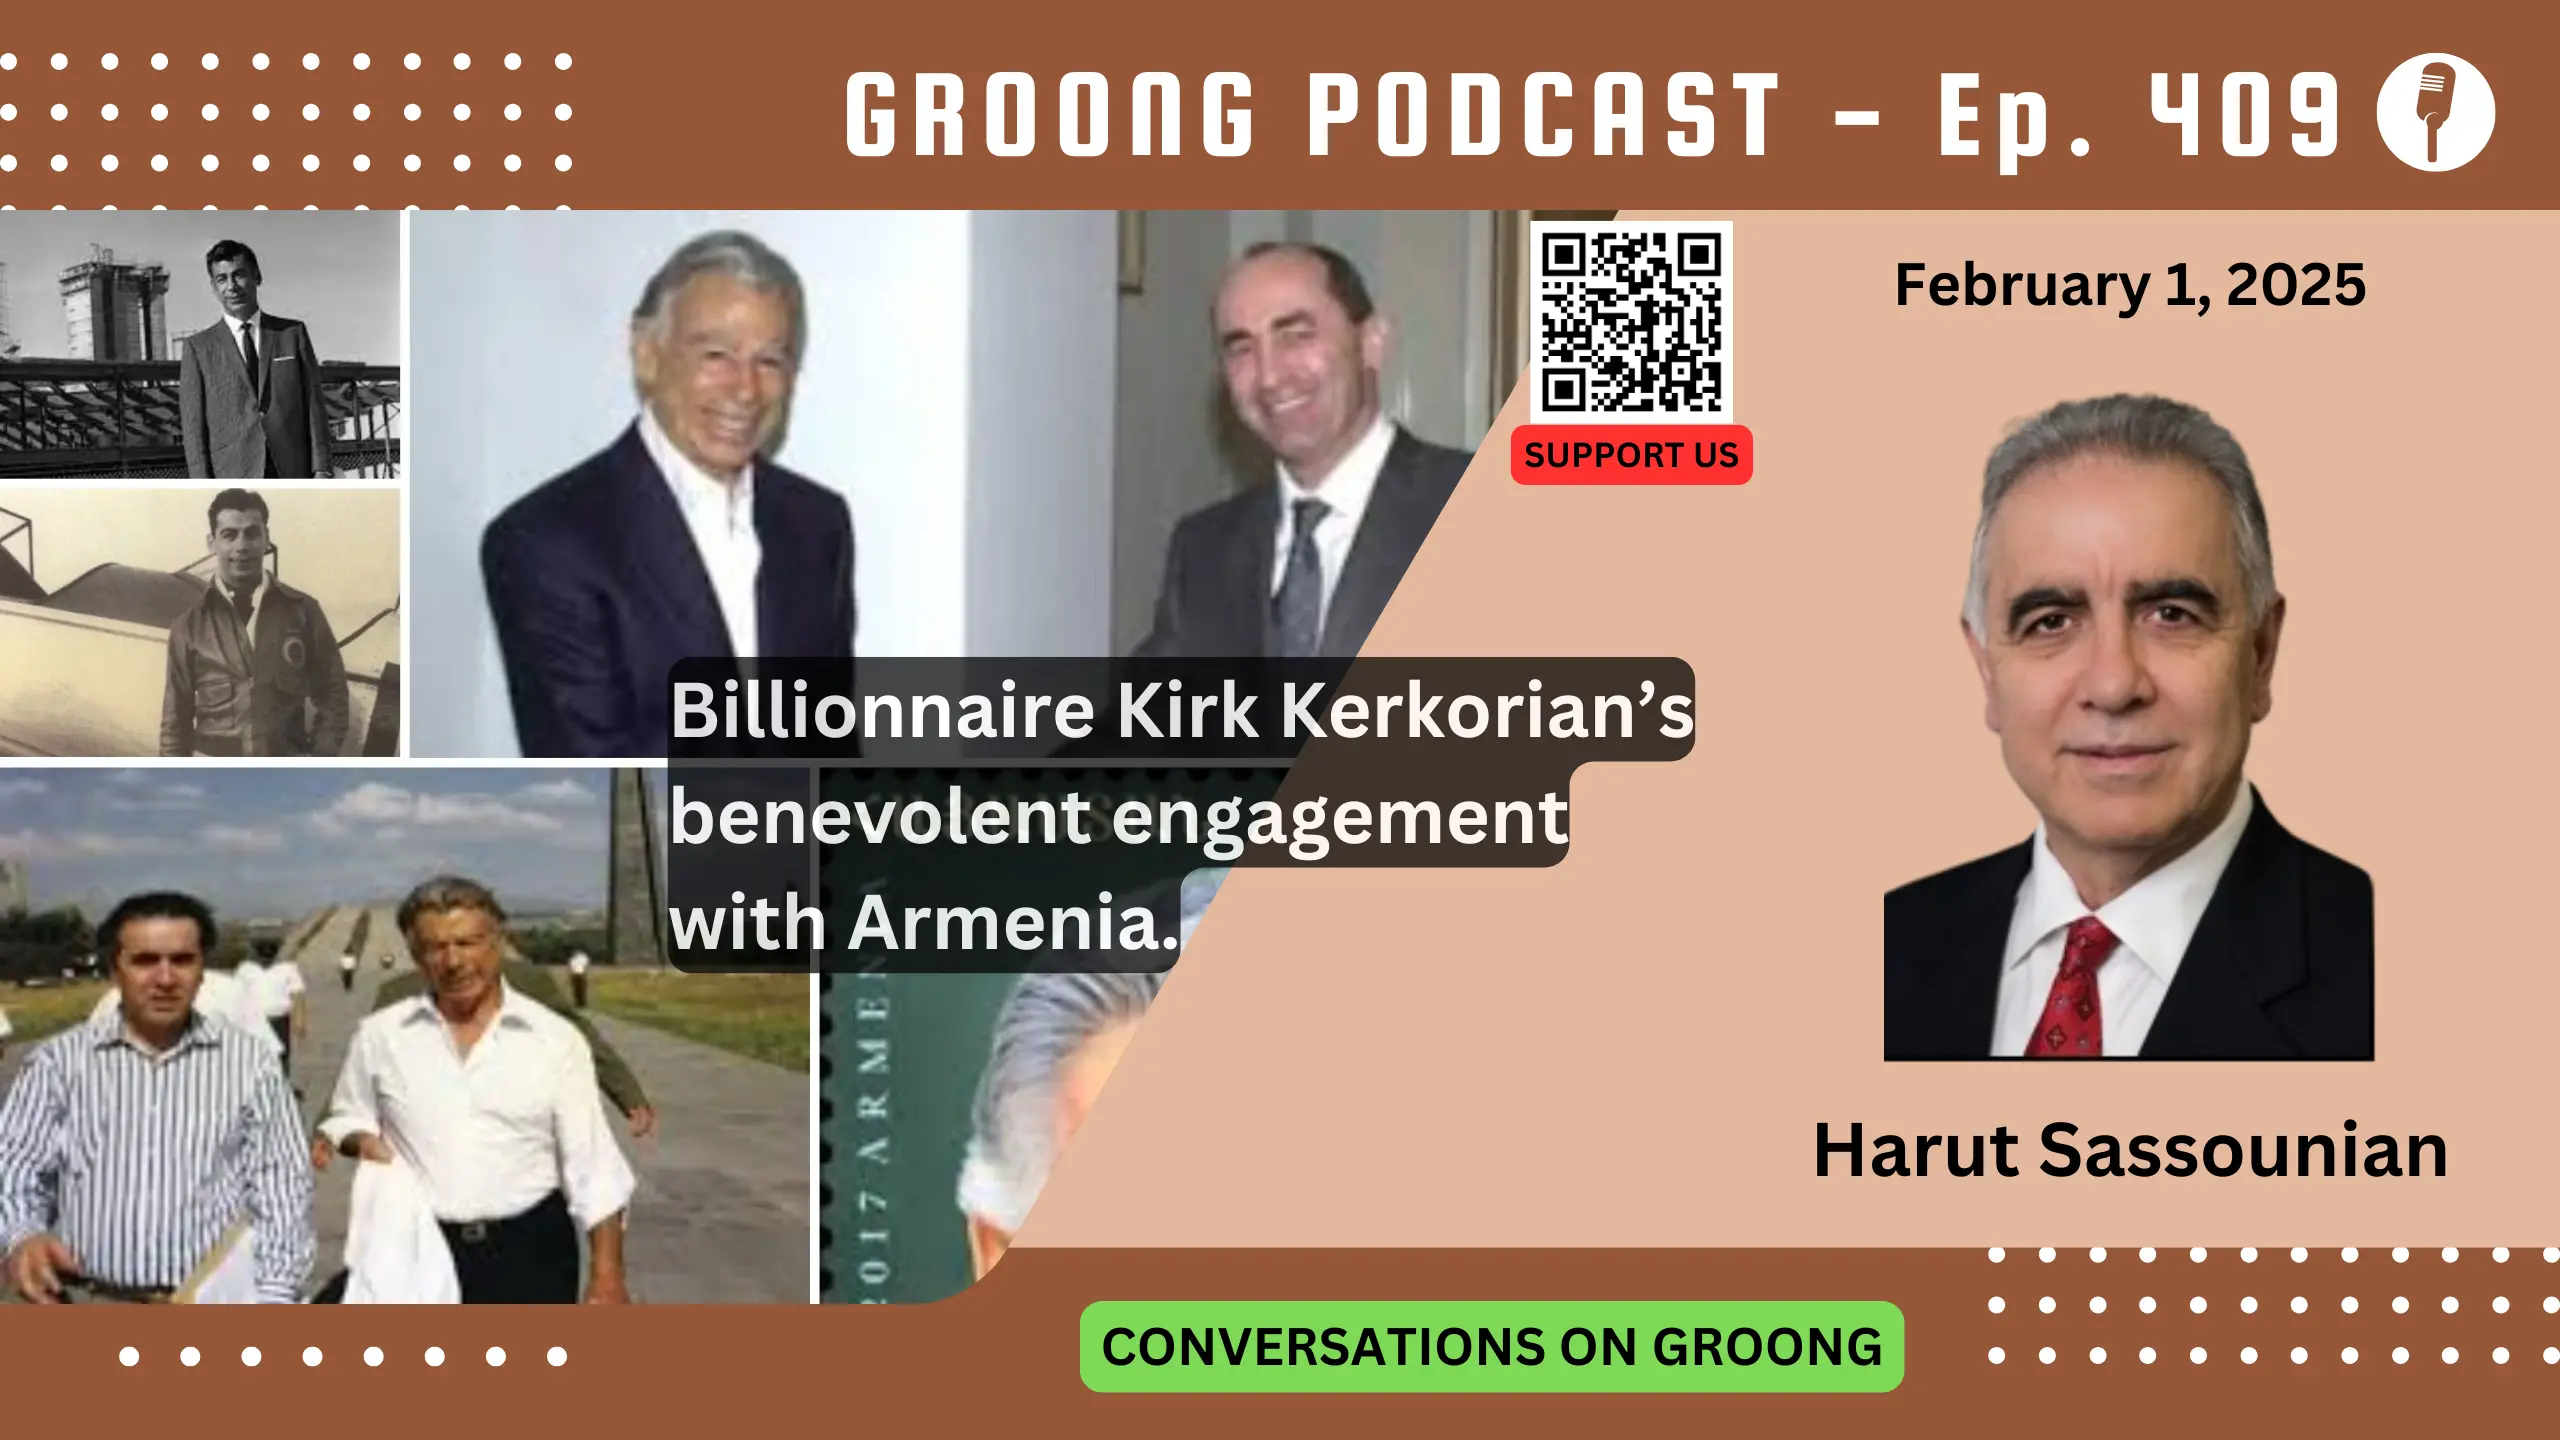 GROONG PODCAST – Ep. 409
February 1, 2025
SUPPORT US
Billionnaire Kirk Kerkorian’s
benevolent engagement
with Armenia.
2017 ARMENIA
Harut Sassounian
CONVERSATIONS ON GROONG